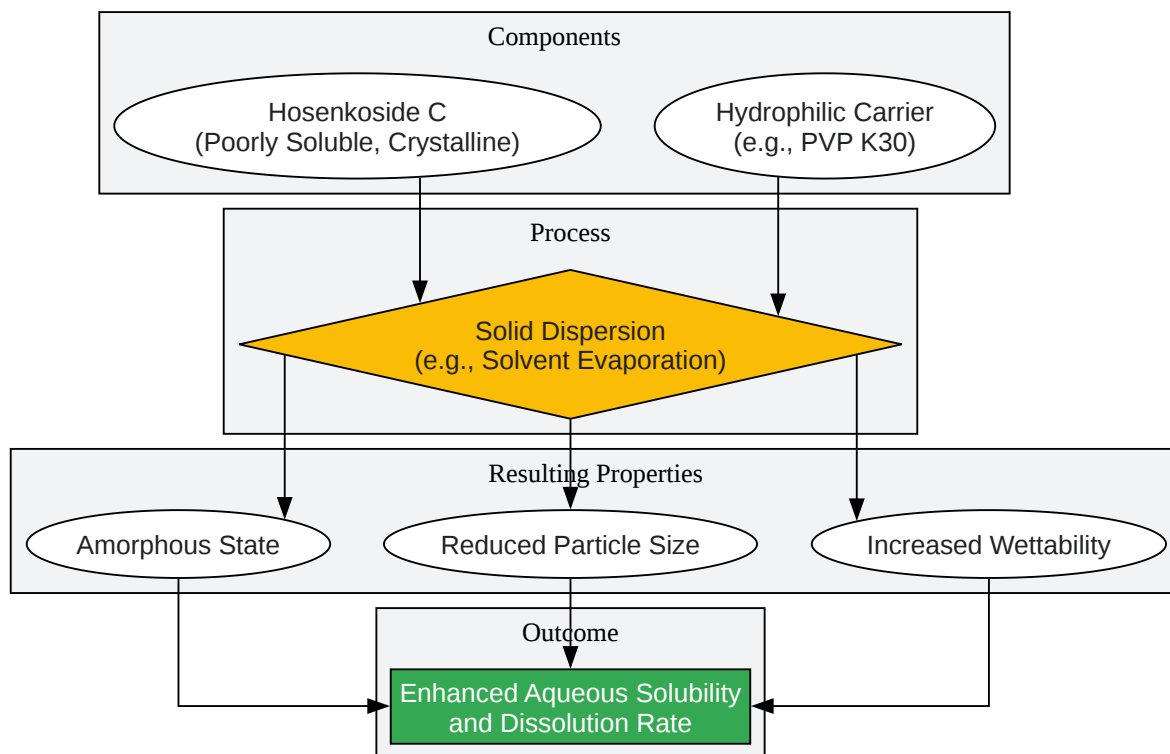 Components
Hosenkoside C
(Poorly Soluble, Crystalline)
Hydrophilic Carrier
(e.g., PVP K30)
Process
Solid Dispersion
(e.g., Solvent Evaporation)
Resulting Properties
Amorphous State
Reduced Particle Size
Increased Wettability
Outcome
Enhanced Aqueous Solubility
and Dissolution Rate